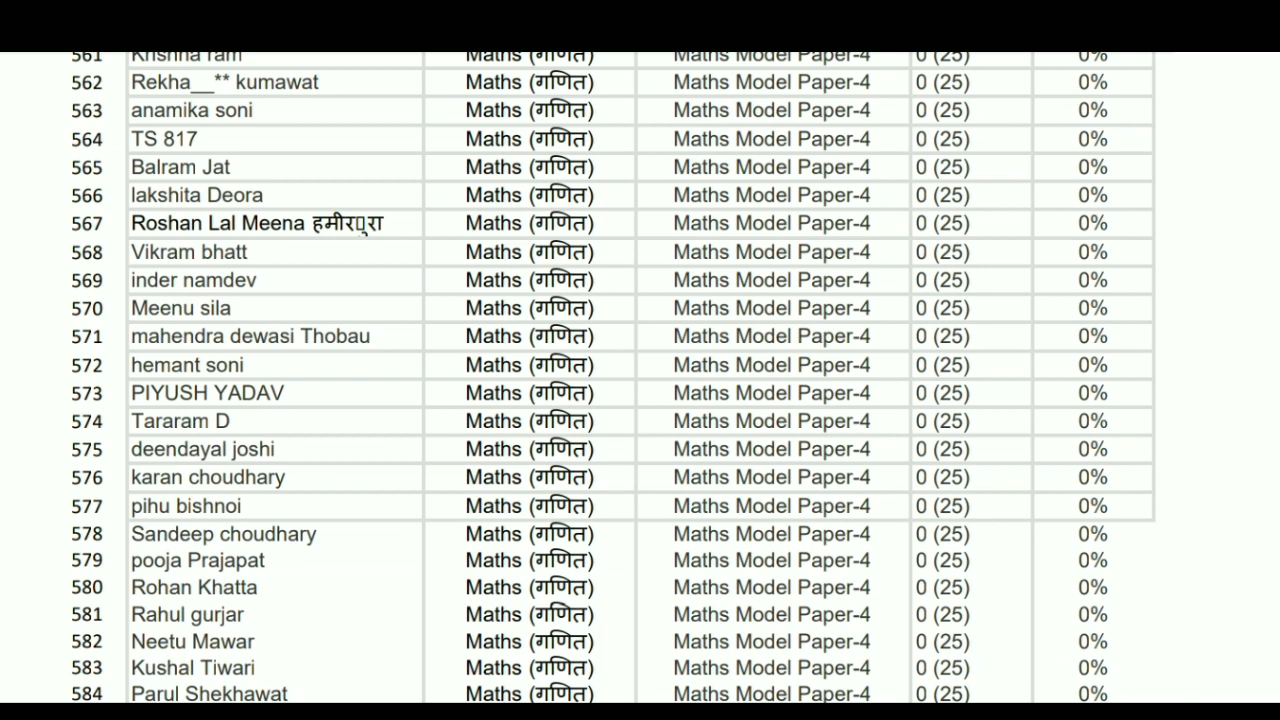 561 Krishna ram Maths (गणित) Maths Model Paper-4 0 (25) 0%
562 Rekha__** kumawat Maths (गणित) Maths Model Paper-4 0 (25) 0%
563 anamika soni Maths (गणित) Maths Model Paper-4 0 (25) 0%
564 TS 817 Maths (गणित) Maths Model Paper-4 0 (25) 0%
565 Balram Jat Maths (गणित) Maths Model Paper-4 0 (25) 0%
566 lakshita Deora Maths (गणित) Maths Model Paper-4 0 (25) 0%
567 Roshan Lal Meena हमीर▯ुरा Maths (गणित) Maths Model Paper-4 0 (25) 0%
568 Vikram bhatt Maths (गणित) Maths Model Paper-4 0 (25) 0%
569 inder namdev Maths (गणित) Maths Model Paper-4 0 (25) 0%
570 Meenu sila Maths (गणित) Maths Model Paper-4 0 (25) 0%
571 mahendra dewasi Thobau Maths (गणित) Maths Model Paper-4 0 (25) 0%
572 hemant soni Maths (गणित) Maths Model Paper-4 0 (25) 0%
573 PIYUSH YADAV Maths (गणित) Maths Model Paper-4 0 (25) 0%
574 Tararam D Maths (गणित) Maths Model Paper-4 0 (25) 0%
575 deendayal joshi Maths (गणित) Maths Model Paper-4 0 (25) 0%
576 karan choudhary Maths (गणित) Maths Model Paper-4 0 (25) 0%
577 pihu bishnoi Maths (गणित) Maths Model Paper-4 0 (25) 0%
578 Sandeep choudhary Maths (गणित) Maths Model Paper-4 0 (25) 0%
579 pooja Prajapat Maths (गणित) Maths Model Paper-4 0 (25) 0%
580 Rohan Khatta Maths (गणित) Maths Model Paper-4 0 (25) 0%
581 Rahul gurjar Maths (गणित) Maths Model Paper-4 0 (25) 0%
582 Neetu Mawar Maths (गणित) Maths Model Paper-4 0 (25) 0%
583 Kushal Tiwari Maths (गणित) Maths Model Paper-4 0 (25) 0%
584 Parul Shekhawat Maths (गणित) Maths Model Paper-4 0 (25) 0%